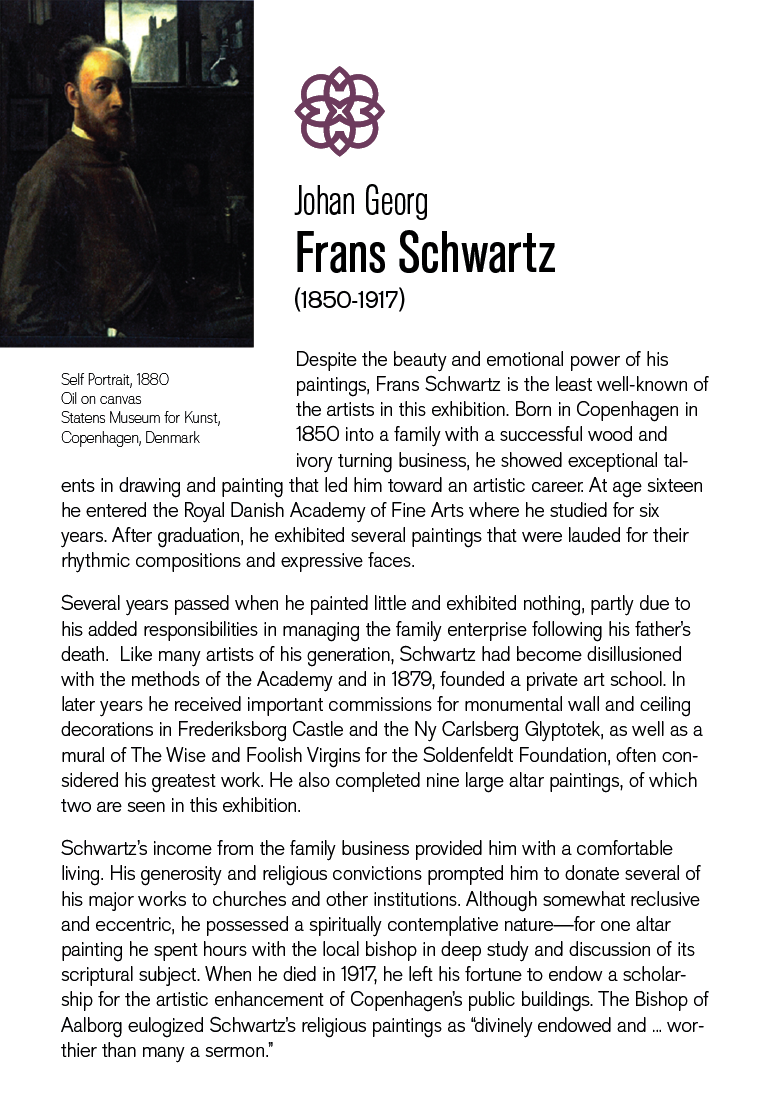 Johan Georg
Frans Schwartz
(1850-1917)
Self Portrait, 1880
Oil on canvas
Statens Museum for Kunst,
Copenhagen, Denmark
Despite the beauty and emotional power of his
paintings, Frans Schwartz is the least well-known of
the artists in this exhibition. Born in Copenhagen in
1850 into a family with a successful wood and
ivory turning business, he showed exceptional tal-
ents in drawing and painting that led him toward an artistic career. At age sixteen
he entered the Royal Danish Academy of Fine Arts where he studied for six
years. After graduation, he exhibited several paintings that were lauded for their
rhythmic compositions and expressive faces.
Several years passed when he painted little and exhibited nothing, partly due to
his added responsibilities in managing the family enterprise following his father's
death.  Like many artists of his generation, Schwartz had become disillusioned
with the methods of the Academy and in 1879, founded a private art school. In
later years he received important commissions for monumental wall and ceiling
decorations in Frederiksborg Castle and the Ny Carlsberg Glyptotek, as well as a
mural of The Wise and Foolish Virgins for the Soldenfeldt Foundation, often con-
sidered his greatest work. He also completed nine large altar paintings, of which
two are seen in this exhibition.
Schwartz's income from the family business provided him with a comfortable
living. His generosity and religious convictions prompted him to donate several of
his major works to churches and other institutions. Although somewhat reclusive
and eccentric, he possessed a spiritually contemplative nature—for one altar
painting he spent hours with the local bishop in deep study and discussion of its
scriptural subject. When he died in 1917, he left his fortune to endow a scholar-
ship for the artistic enhancement of Copenhagen's public buildings. The Bishop of
Aalborg eulogized Schwartz's religious paintings as “divinely endowed and ... wor-
thier than many a sermon.”